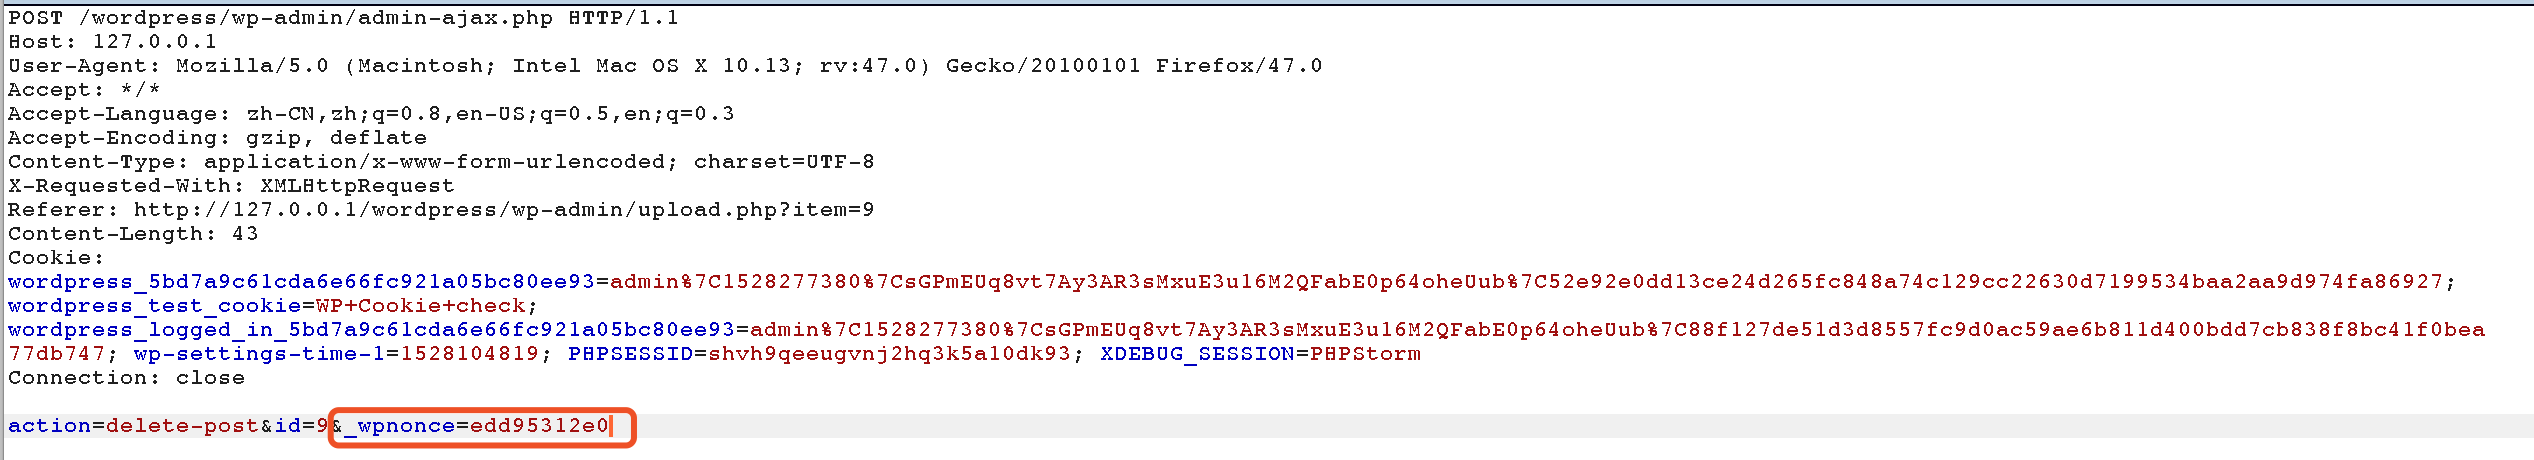 POST /wordpress/wp-admin/admin-ajax.php HTTP/1.1
Host: 127.0.0.1
User-Agent: Mozilla/5.0 (Macintosh; Intel Mac OS X 10.13; rv:47.0) Gecko/20100101 Firefox/47.0
Accept: */*
Accept-Language: zh-CN,zh;q=0.8,en-US;q=0.5,en;q=0.3
Accept-Encoding: gzip, deflate
Content-Type: application/x-www-form-urlencoded; charset=UTF-8
X-Requested-With: XMLHttpRequest
Referer: http://127.0.0.1/wordpress/wp-admin/upload.php?item=9
Content-Length: 43
Cookie:
wordpress_5bd7a9c61cda6e66fc921a05bc80ee93=admin%7C1528277380%7CsGPmEUq8vt7Ay3AR3sMxuE3u16M2QFabE0p64oheUub%7C52e92e0dd13ce24d265fc848a74c129cc22630d7199534baa2aa9d974fa86927;
wordpress_test_cookie=WP+Cookie+check;
wordpress_logged_in_5bd7a9c61cda6e66fc921a05bc80ee93=admin%7C1528277380%7CsGPmEUq8vt7Ay3AR3sMxuE3u16M2QFabE0p64oheUub%7C88f127de51d3d8557fc9d0ac59ae6b811d400bdd7cb838f8bc41f0bea
77db747; wp-settings-time-1=1528104819; PHPSESSID=shvh9qeeugvnj2hq3k5a10dk93; XDEBUG_SESSION=PHPStorm
Connection: close
action=delete-post&id=9&_wpnonce=edd95312e0